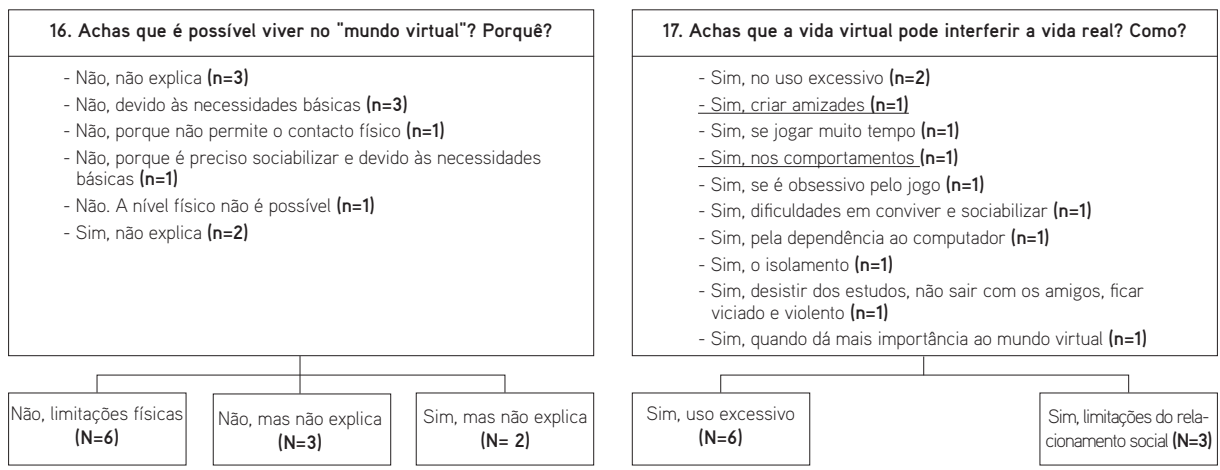 16. Achas que é possível viver no "mundo virtual"? Porquê?
- Não, não explica (n=3)
- Não, devido às necessidades básicas (n=3)
- Não, porque não permite o contacto físico (n=1)
- Não, porque é preciso sociabilizar e devido às necessidades
básicas (n=1)
- Não. A nível físico não é possível (n=1)
- Sim, não explica (n=2)
Não, limitações físicas
(N=6)
Não, mas não explica
(N=3)
Sim, mas não explica
(N= 2)
17. Achas que a vida virtual pode interferir a vida real? Como?
- Sim, no uso excessivo (n=2)
- Sim, criar amizades (n=1)
- Sim, se jogar muito tempo (n=1)
- Sim, nos comportamentos (n=1)
- Sim, se é obsessivo pelo jogo (n=1)
- Sim, dificuldades em conviver e sociabilizar (n=1)
- Sim, pela dependência ao computador (n=1)
- Sim, o isolamento (n=1)
- Sim, desistir dos estudos, não sair com os amigos, ficar
viciado e violento (n=1)
- Sim, quando dá mais importância ao mundo virtual (n=1)
Sim, uso excessivo
(N=6)
Sim, limitações do rela-
cionamento social (N=3)